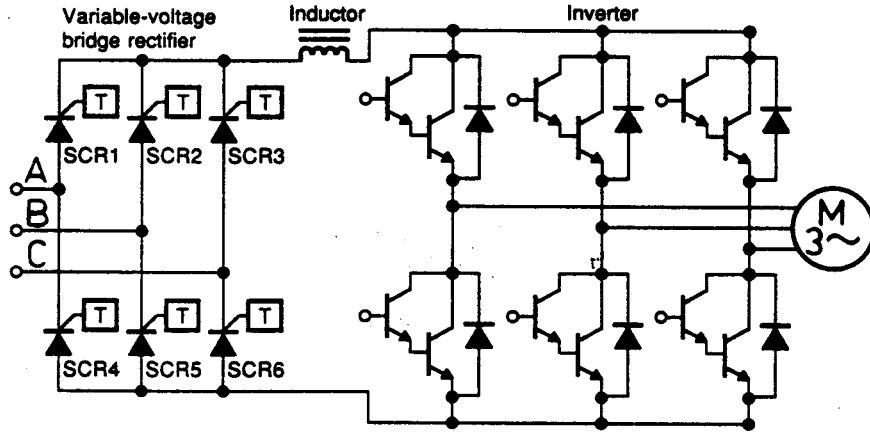 Variable-voltage
bridge rectifier
Inductor
Inverter
T T T
SCR1 SCR2 SCR3
A
B
C
M
3~
T T T
SCR4 SCR5 SCR6